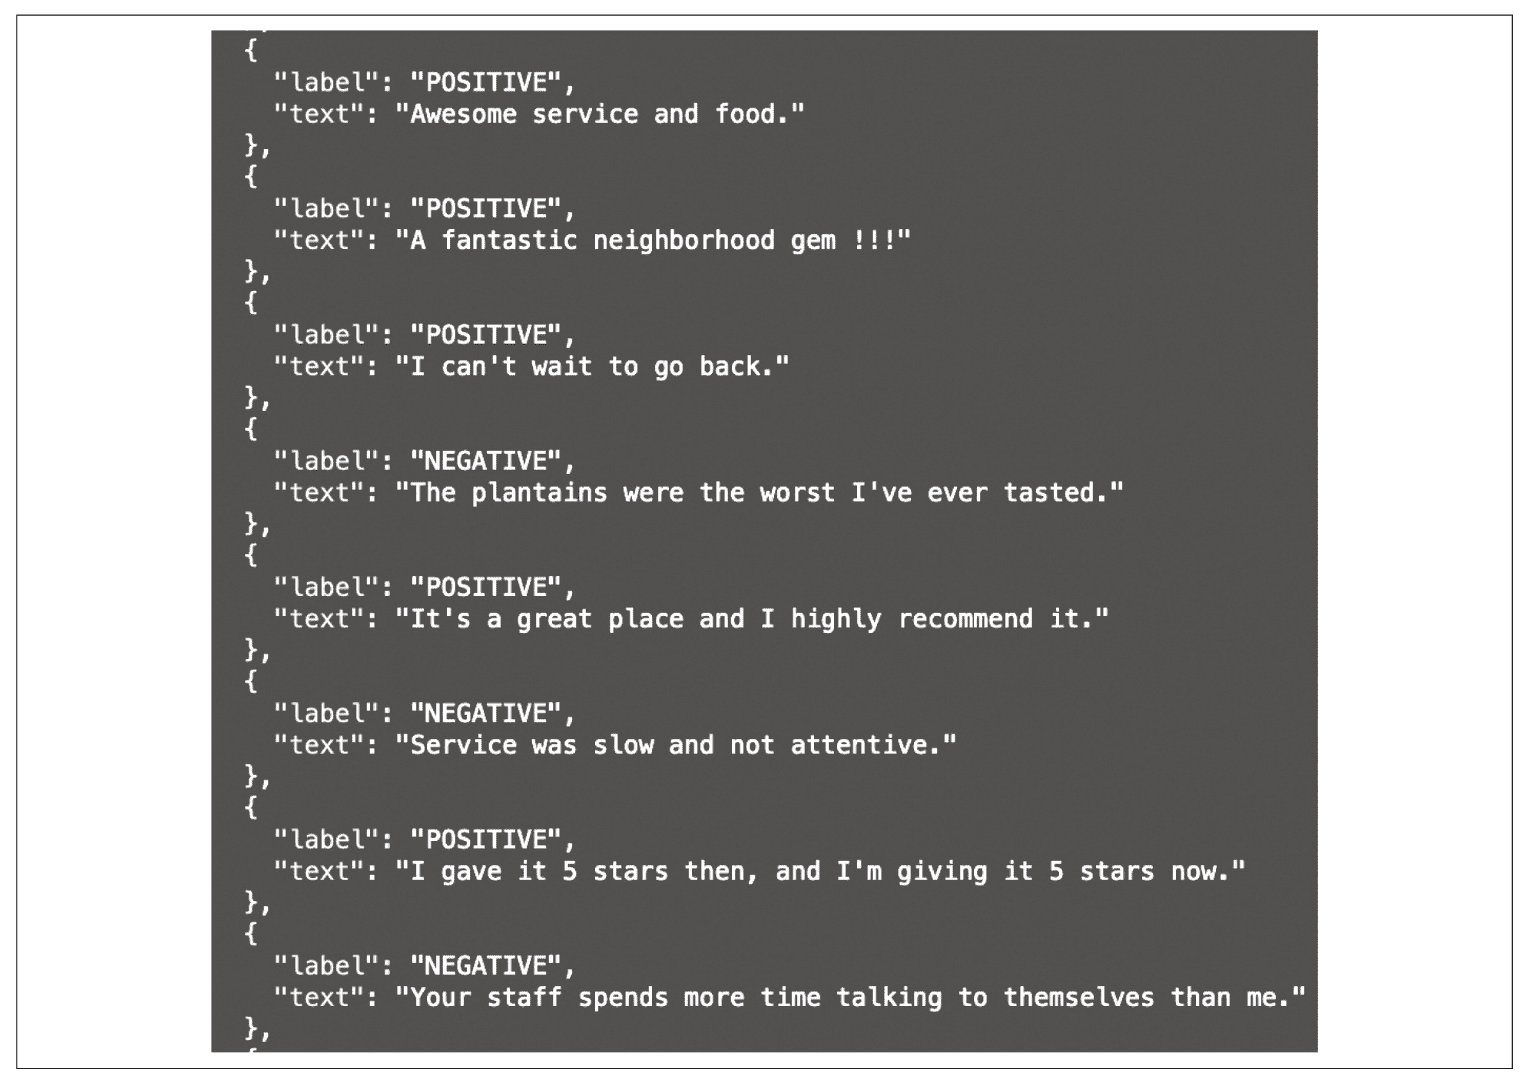 {
"label": "POSITIVE",
"text": "Awesome service and food."
},
{
"label": "POSITIVE",
"text": "A fantastic neighborhood gem !!!"
},
{
"label": "POSITIVE",
"text": "I can't wait to go back."
},
{
"label": "NEGATIVE",
"text": "The plantains were the worst I've ever tasted."
},
{
"label": "POSITIVE",
"text": "It's a great place and I highly recommend it."
},
{
"label": "NEGATIVE",
"text": "Service was slow and not attentive."
},
{
"label": "POSITIVE",
"text": "I gave it 5 stars then, and I'm giving it 5 stars now."
},
{
"label": "NEGATIVE",
"text": "Your staff spends more time talking to themselves than me."
},